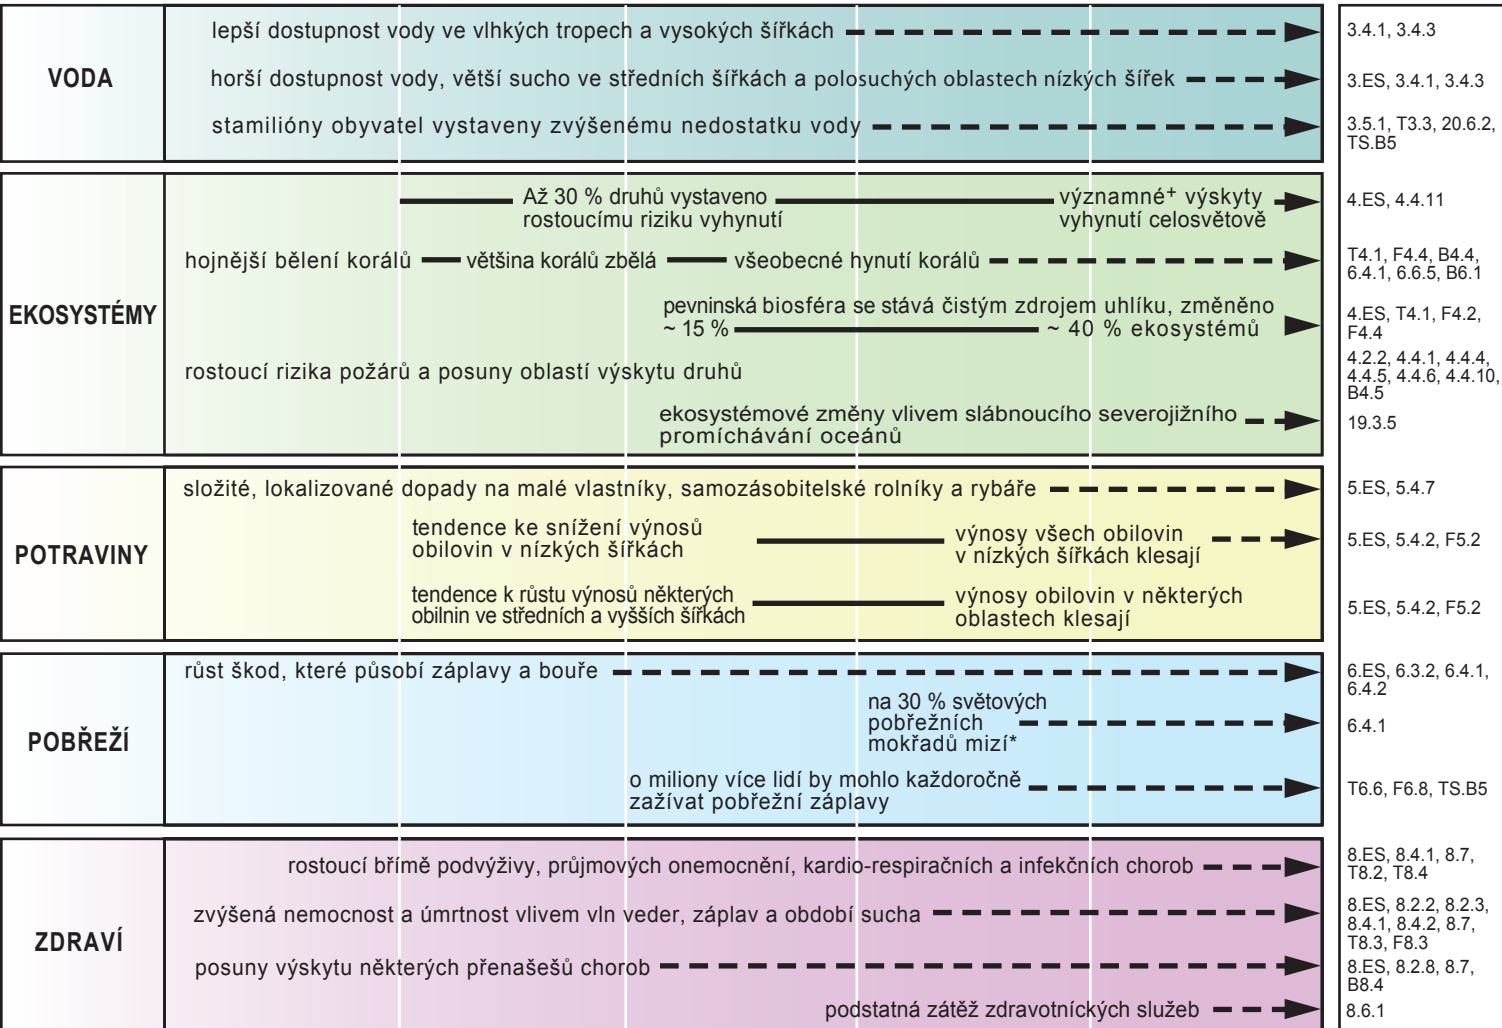 VODA
lepší dostupnost vody ve vlhkých tropech a vysokých šířkách
3.4.1, 3.4.3
horší dostupnost vody, větší sucho ve středních šířkách a polosuchých oblastech nízkých šířek
3.ES, 3.4.1, 3.4.3
stamilióny obyvatel vystaveny zvýšenému nedostatku vody
3.5.1, T3.3, 20.6.2,
TS.B5
EKOSYSTÉMY
Až 30 % druhů vystaveno
rostoucímu riziku vyhynutí
významné+ výskyty
vyhynutí celosvětově
4.ES, 4.4.11
hojnější bělení korálů
většina korálů zbělá
všeobecné hynutí korálů
T4.1, F4.4, B4.4,
6.4.1, 6.6.5, B6.1
pevninská biosféra se stává čistým zdrojem uhlíku, změněno
~ 15 %
~ 40 % ekosystémů
4.ES, T4.1, F4.2,
F4.4
rostoucí rizika požárů a posuny oblastí výskytu druhů
4.2.2, 4.4.1, 4.4.4,
4.4.5, 4.4.6, 4.4.10,
B4.5
ekosystémové změny vlivem slábnoucího severojižního
promíchávání oceánů
19.3.5
POTRAVINY
složité, lokalizované dopady na malé vlastníky, samozásobitelské rolníky a rybáře
5.ES, 5.4.7
tendence ke snížení výnosů
obilovin v nízkých šířkách
výnosy všech obilovin
v nízkých šířkách klesají
5.ES, 5.4.2, F5.2
tendence k růstu výnosů některých
obilnin ve středních a vyšších šířkách
výnosy obilovin v některých
oblastech klesají
5.ES, 5.4.2, F5.2
POBŘEŽÍ
růst škod, které působí záplavy a bouře
6.ES, 6.3.2, 6.4.1,
6.4.2
na 30 % světových
pobřežních
mokřadů mizí*
6.4.1
o miliony více lidí by mohlo každoročně
zažívat pobřežní záplavy
T6.6, F6.8, TS.B5
ZDRAVÍ
rostoucí břímě podvýživy, průjmových onemocnění, kardio-respiračních a infekčních chorob
8.ES, 8.4.1, 8.7,
T8.2, T8.4
zvýšená nemocnost a úmrtnost vlivem vln veder, záplav a období sucha
8.ES, 8.2.2, 8.2.3,
8.4.1, 8.4.2, 8.7,
T8.3, F8.3
posuny výskytu některých přenašešů chorob
8.ES, 8.2.8, 8.7,
B8.4
podstatná zátěž zdravotníckých služeb
8.6.1